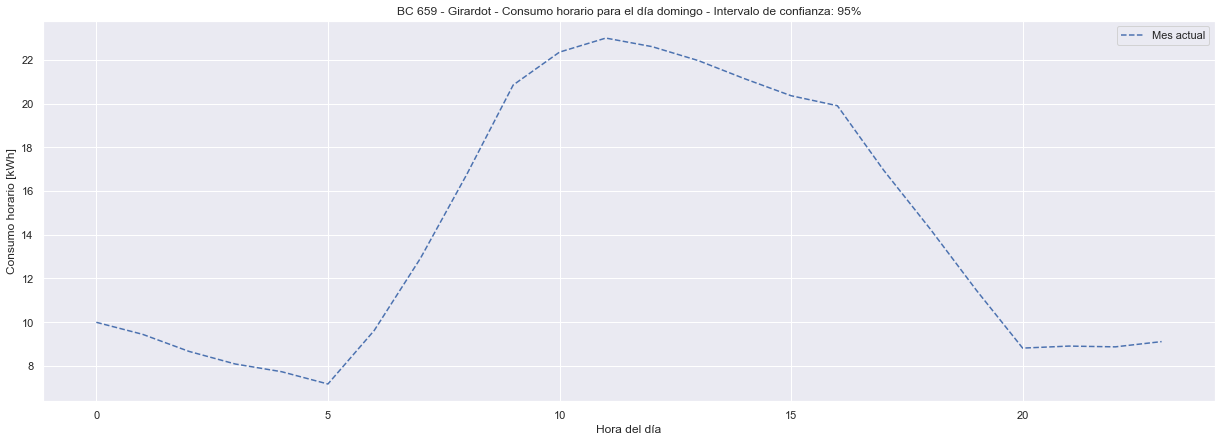 BC 659 - Girardot - Consumo horario para el día domingo - Intervalo de confianza: 95%
Mes actual
Consumo horario [kWh]
22
20
18
16
14
12
10
8
0 5 10 15 20
Hora del día